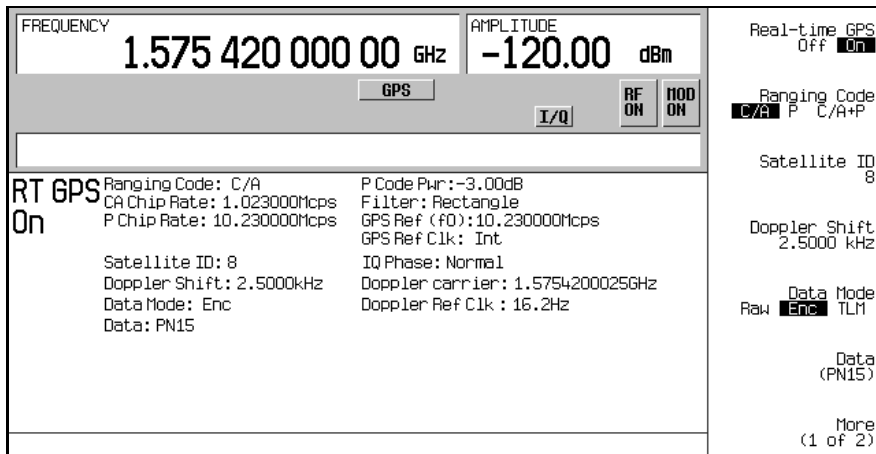 FREQUENCY
1.575 420 000 00 GHz
AMPLITUDE
-120.00 dBm
GPS
I/Q
RF ON
MOD ON
RT GPS On
Ranging Code: C/A
CA Chip Rate: 1.023000Mcps
P Chip Rate: 10.230000Mcps
P Code Pwr:-3.00dB
Filter: Rectangle
GPS Ref (f0):10.230000Mcps
GPS Ref Clk: Int
Satellite ID: 8
Doppler Shift: 2.5000kHz
Data Mode: Enc
Data: PN15
IQ Phase: Normal
Doppler carrier: 1.5754200025GHz
Doppler Ref Clk : 16.2Hz
Real-time GPS
Off On
Ranging Code
C/A P C/A+P
Satellite ID
8
Doppler Shift
2.5000 kHz
Data Mode
Raw Enc TLM
Data
(PN15)
More
(1 of 2)